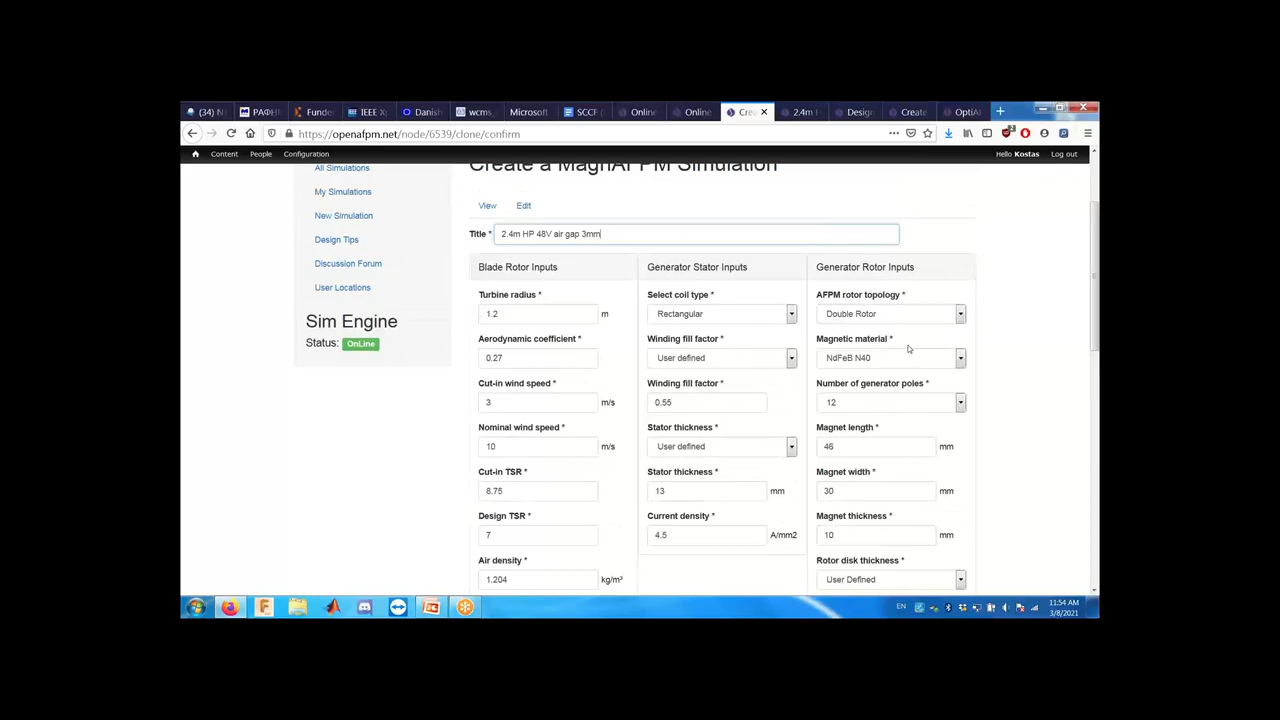 (34) N
РАФН
Funde
IEEE X
Danish
wcms_
Microsoft
SCCF
Online
Online
Cre
2.4m H
Design
Create
OptiA
https://openafpm.net/node/6539/clone/confirm
Content People Configuration
Hello Kostas Log out
All Simulations
My Simulations
New Simulation
Design Tips
Discussion Forum
User Locations
Sim Engine
Status: OnLine
Create a MagnAFPM Simulation
View Edit
Title * 2.4m HP 48V air gap 3mm
Blade Rotor Inputs
Turbine radius *
1.2 m
Aerodynamic coefficient *
0.27
Cut-in wind speed *
3 m/s
Nominal wind speed *
10 m/s
Cut-in TSR *
8.75
Design TSR *
7
Air density *
1.204 kg/m³
Generator Stator Inputs
Select coil type *
Rectangular
Winding fill factor *
User defined
Winding fill factor *
0.55
Stator thickness *
User defined
Stator thickness *
13 mm
Current density *
4.5 A/mm2
Generator Rotor Inputs
AFPM rotor topology *
Double Rotor
Magnetic material *
NdFeB N40
Number of generator poles *
12
Magnet length *
46 mm
Magnet width *
30 mm
Magnet thickness *
10 mm
Rotor disk thickness *
User Defined
EN
11:54 AM
3/8/2021